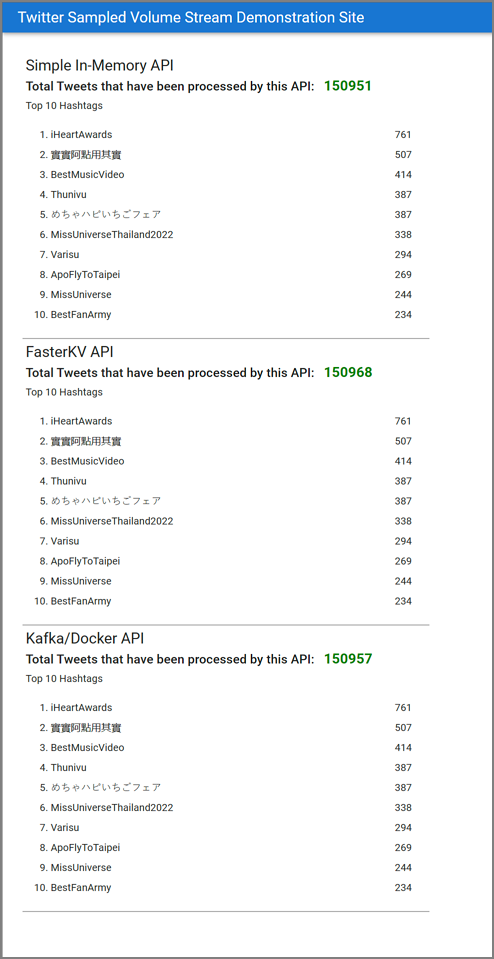 Twitter Sampled Volume Stream Demonstration Site
Simple In-Memory API
Total Tweets that have been processed by this API: 150951
Top 10 Hashtags
1. iHeartAwards 761
2. 實實阿點用其實 507
3. BestMusicVideo 414
4. Thunivu 387
5. めちゃハピいちごフェア 387
6. MissUniverseThailand2022 338
7. Varisu 294
8. ApoFlyToTaipei 269
9. MissUniverse 244
10. BestFanArmy 234
FasterKV API
Total Tweets that have been processed by this API: 150968
Top 10 Hashtags
1. iHeartAwards 761
2. 實實阿點用其實 507
3. BestMusicVideo 414
4. Thunivu 387
5. めちゃハピいちごフェア 387
6. MissUniverseThailand2022 338
7. Varisu 294
8. ApoFlyToTaipei 269
9. MissUniverse 244
10. BestFanArmy 234
Kafka/Docker API
Total Tweets that have been processed by this API: 150957
Top 10 Hashtags
1. iHeartAwards 761
2. 實實阿點用其實 507
3. BestMusicVideo 414
4. Thunivu 387
5. めちゃハピいちごフェア 387
6. MissUniverseThailand2022 338
7. Varisu 294
8. ApoFlyToTaipei 269
9. MissUniverse 244
10. BestFanArmy 234